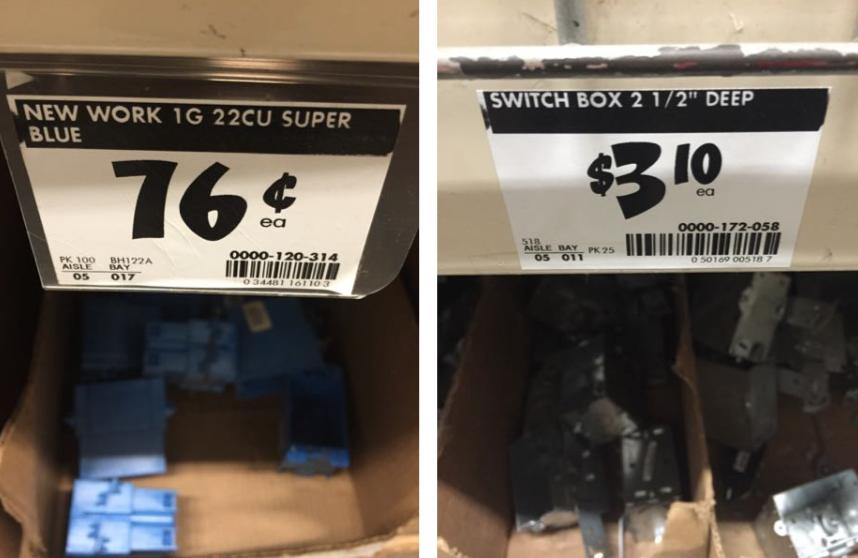 NEW WORK 1G 22CU SUPER
BLUE
76¢
ea
PK 100 BH122A
AISLE BAY
05 017
0000-120-314
0 34481 16110 3
SWITCH BOX 2 1/2" DEEP
$3 10
ea
0000-172-058
518
AISLE BAY PK25
05 011
0 50169 00518 7